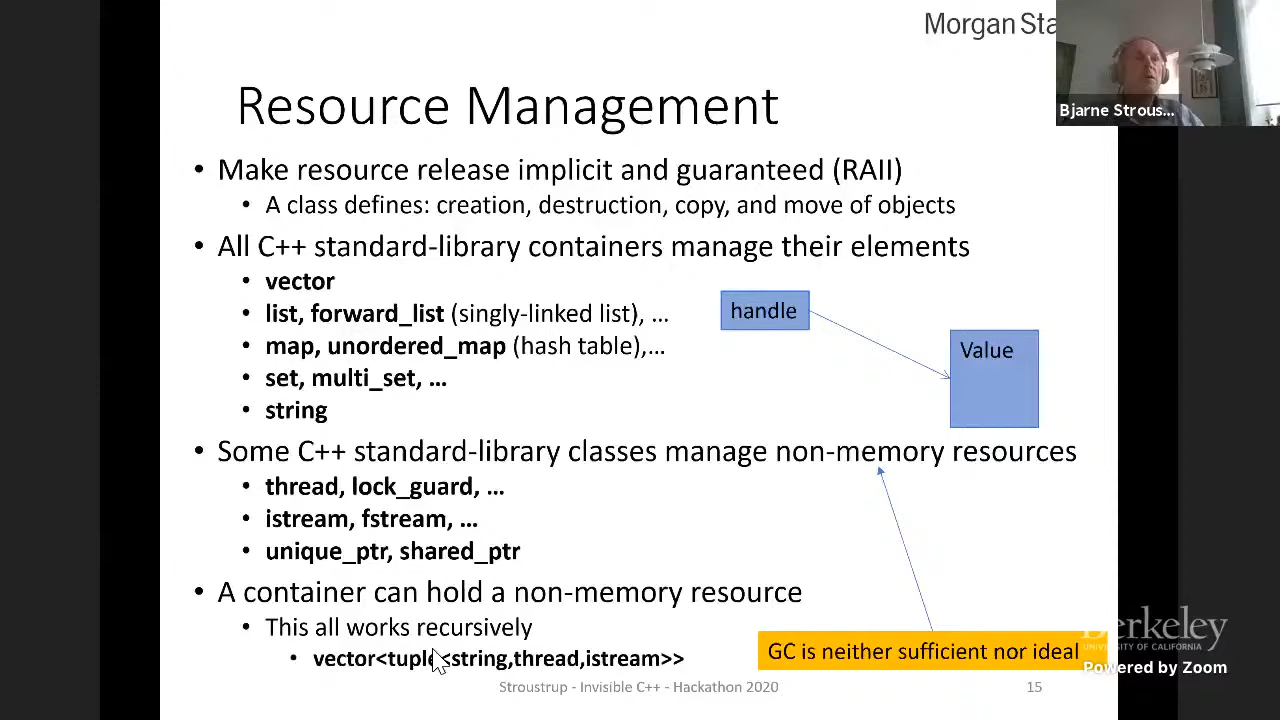 Morgan Sta
Bjarne Strous...
Resource Management
• Make resource release implicit and guaranteed (RAII)
• A class defines: creation, destruction, copy, and move of objects
• All C++ standard-library containers manage their elements
• vector
• list, forward_list (singly-linked list), …
• map, unordered_map (hash table),…
• set, multi_set, …
• string
handle
Value
• Some C++ standard-library classes manage non-memory resources
• thread, lock_guard, …
• istream, fstream, …
• unique_ptr, shared_ptr
• A container can hold a non-memory resource
• This all works recursively
• vector<tuple<string,thread,istream>>
GC is neither sufficient nor ideal
Stroustrup - Invisible C++ - Hackathon 2020
15
Berkeley
UNIVERSITY OF CALIFORNIA
Powered by Zoom